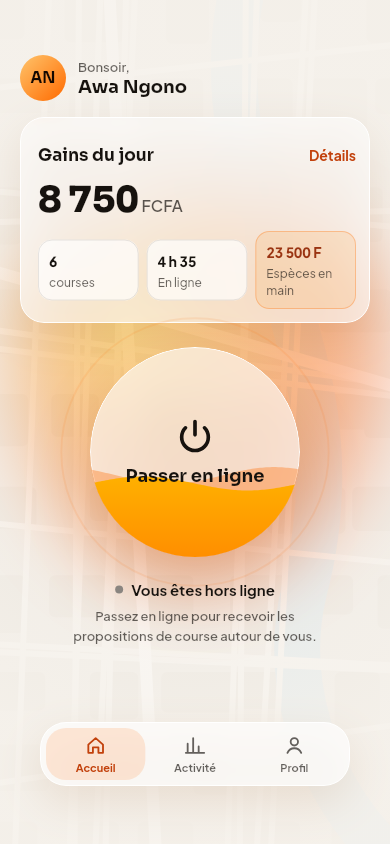 AN
Bonsoir,
Awa Ngono
Gains du jour
Détails
8 750 FCFA
6
courses
4 h 35
En ligne
23 500 F
Espèces en
main
Passer en ligne
Vous êtes hors ligne
Passez en ligne pour recevoir les
propositions de course autour de vous.
Accueil
Activité
Profil